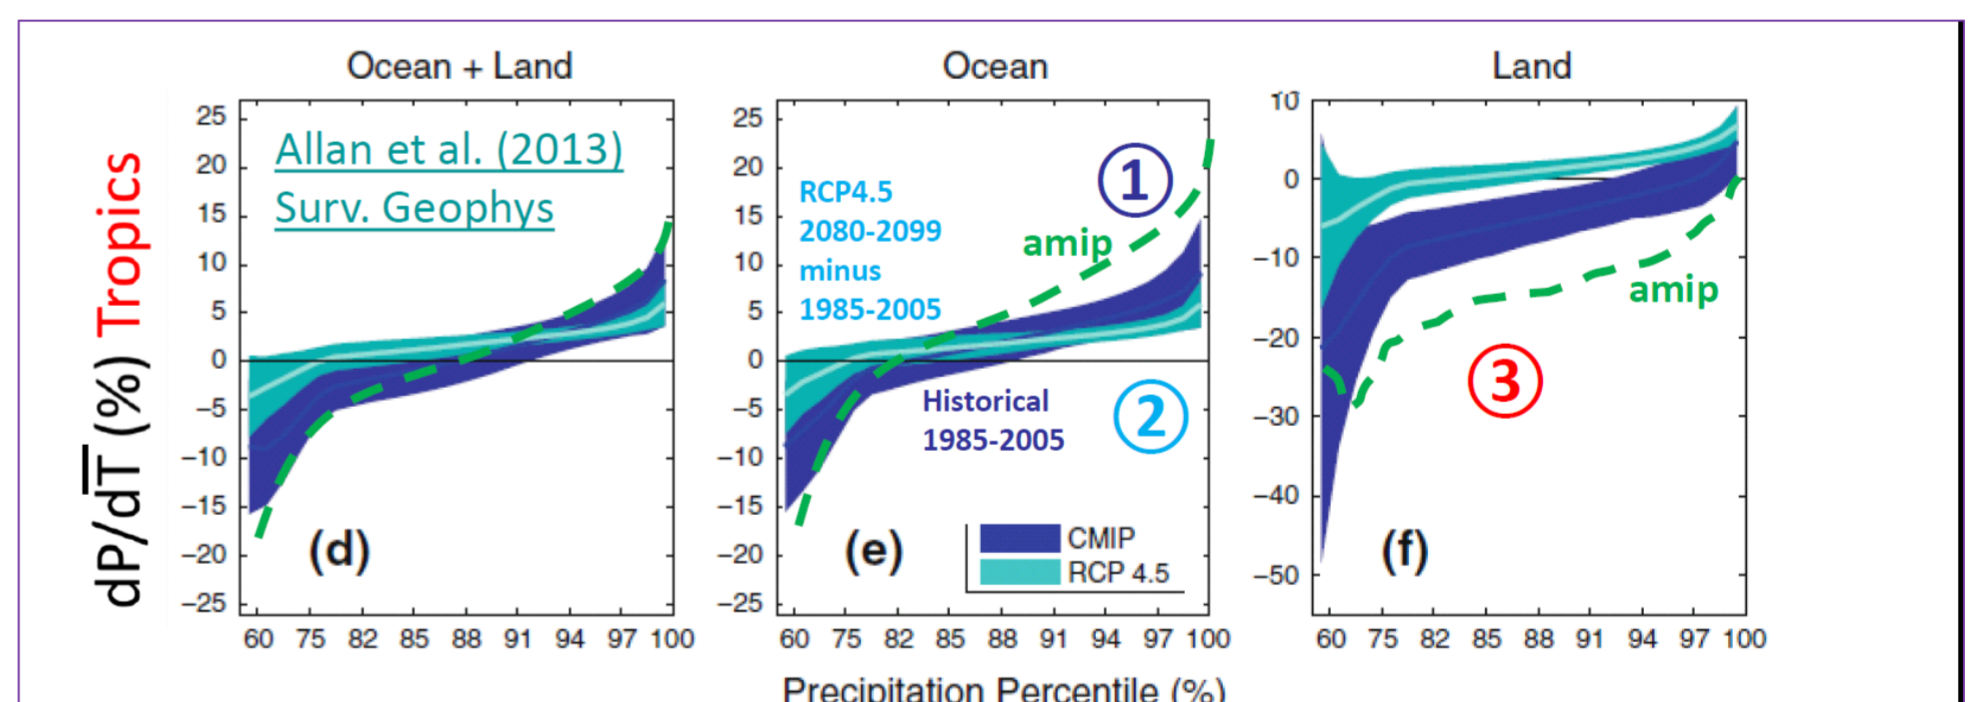 Ocean + Land
Ocean
Land
dP/dT (%) Tropics
25
20
15
10
5
0
−5
−10
−15
−20
−25
Allan et al. (2013)
Surv. Geophys
(d)
60 75 82 85 88 91 94 97 100
25
20
15
10
5
0
−5
−10
−15
−20
−25
RCP4.5
2080-2099
minus
1985-2005
amip
1
Historical
1985-2005
2
(e)
CMIP
RCP 4.5
60 75 82 85 88 91 94 97 100
10
0
−10
−20
−30
−40
−50
amip
3
(f)
60 75 82 85 88 91 94 97 100
Precipitation Percentile (%)